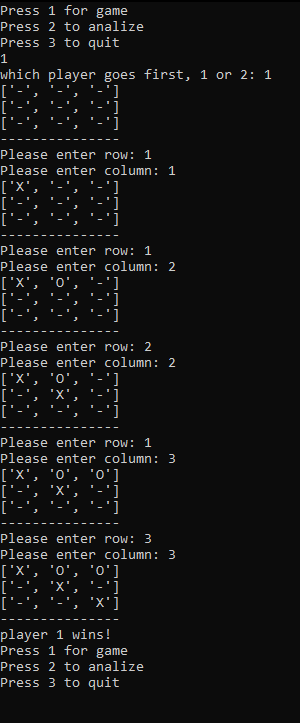 Press 1 for game
Press 2 to analize
Press 3 to quit
1
which player goes first, 1 or 2: 1
['-', '-', '-']
['-', '-', '-']
['-', '-', '-']
---------------
Please enter row: 1
Please enter column: 1
['X', '-', '-']
['-', '-', '-']
['-', '-', '-']
---------------
Please enter row: 1
Please enter column: 2
['X', 'O', '-']
['-', '-', '-']
['-', '-', '-']
---------------
Please enter row: 2
Please enter column: 2
['X', 'O', '-']
['-', 'X', '-']
['-', '-', '-']
---------------
Please enter row: 1
Please enter column: 3
['X', 'O', 'O']
['-', 'X', '-']
['-', '-', '-']
---------------
Please enter row: 3
Please enter column: 3
['X', 'O', 'O']
['-', 'X', '-']
['-', '-', 'X']
---------------
player 1 wins!
Press 1 for game
Press 2 to analize
Press 3 to quit